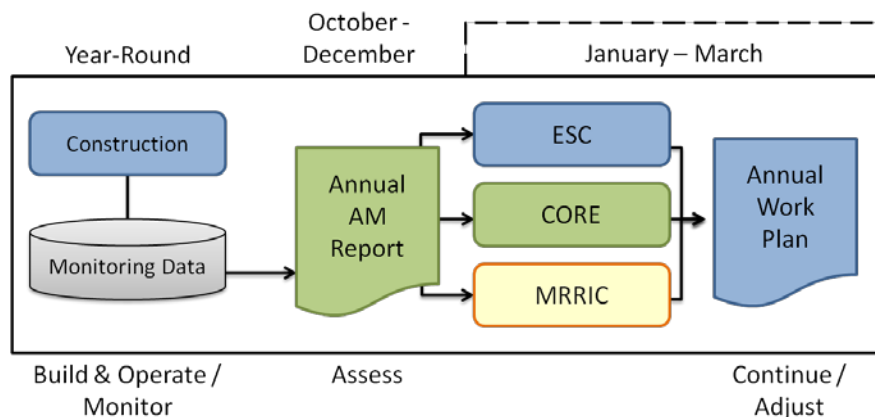 Year-Round
October -
December
January – March
Construction
Monitoring Data
Annual
AM
Report
ESC
CORE
MRRIC
Annual
Work
Plan
Build & Operate /
Monitor
Assess
Continue /
Adjust